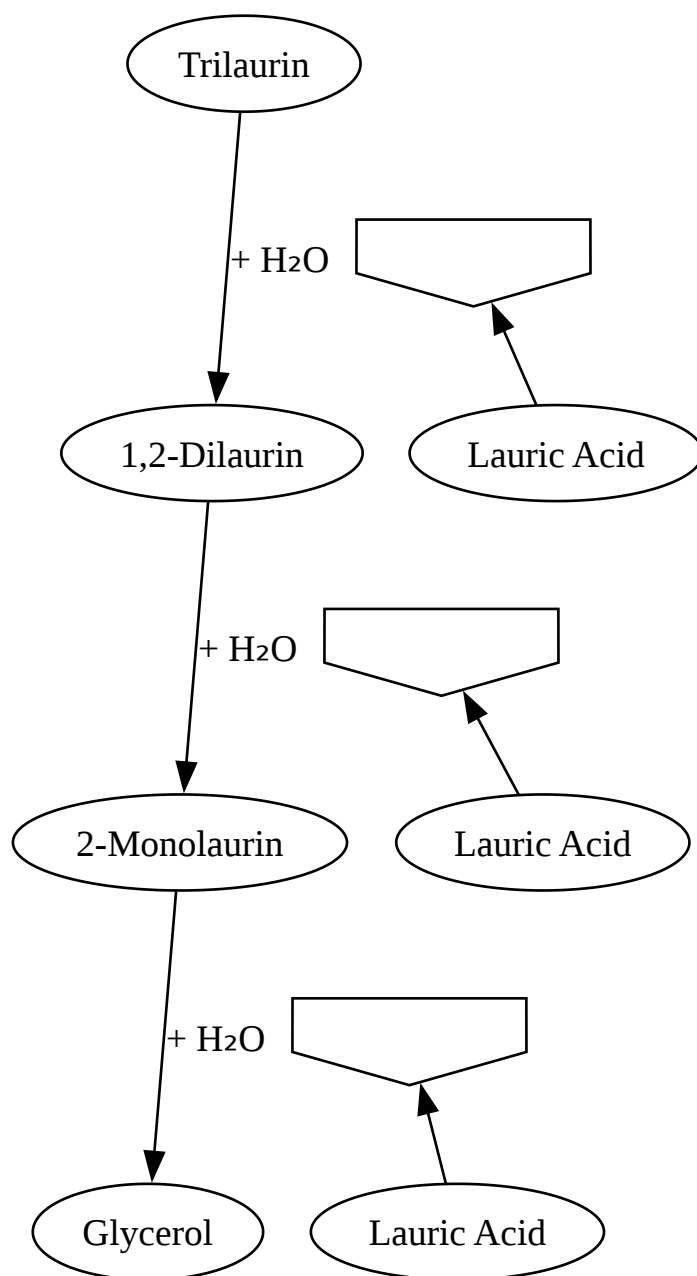 Trilaurin
+ H₂O
1,2-Dilaurin
Lauric Acid
+ H₂O
2-Monolaurin
Lauric Acid
+ H₂O
Glycerol
Lauric Acid